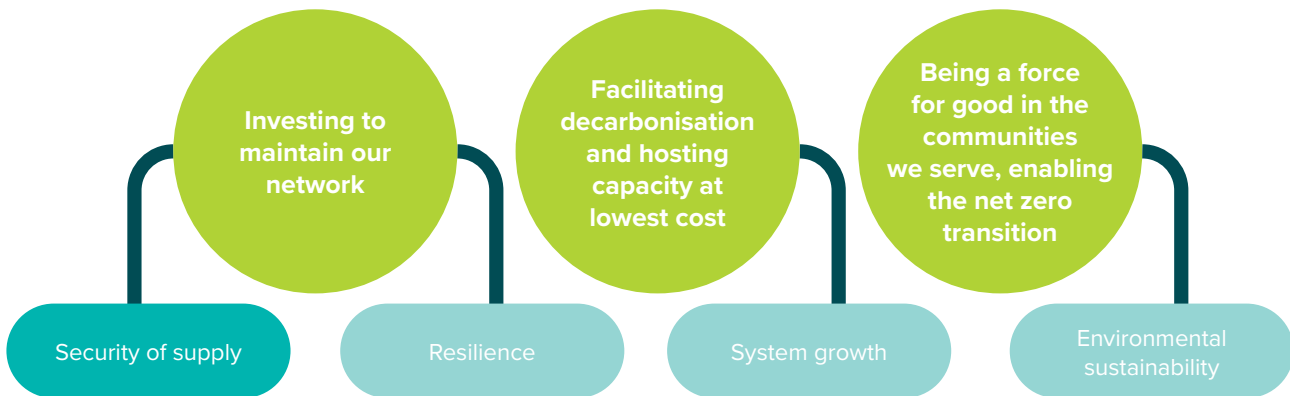 Investing to
maintain our
network
Facilitating
decarbonisation
and hosting
capacity at
lowest cost
Being a force
for good in the
communities
we serve, enabling
the net zero
transition
Security of supply
Resilience
System growth
Environmental
sustainability